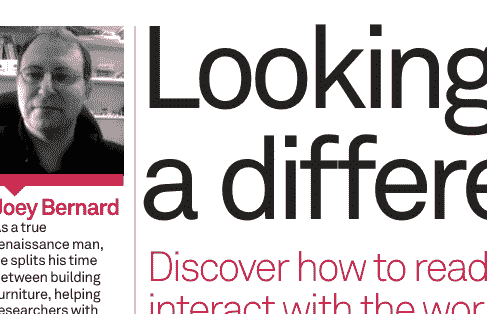 Looking
a differe
Discover how to read
interact with the wor
Joey Bernard
As a true
enaissance man,
e splits his time
etween building
urniture, helping
esearchers with